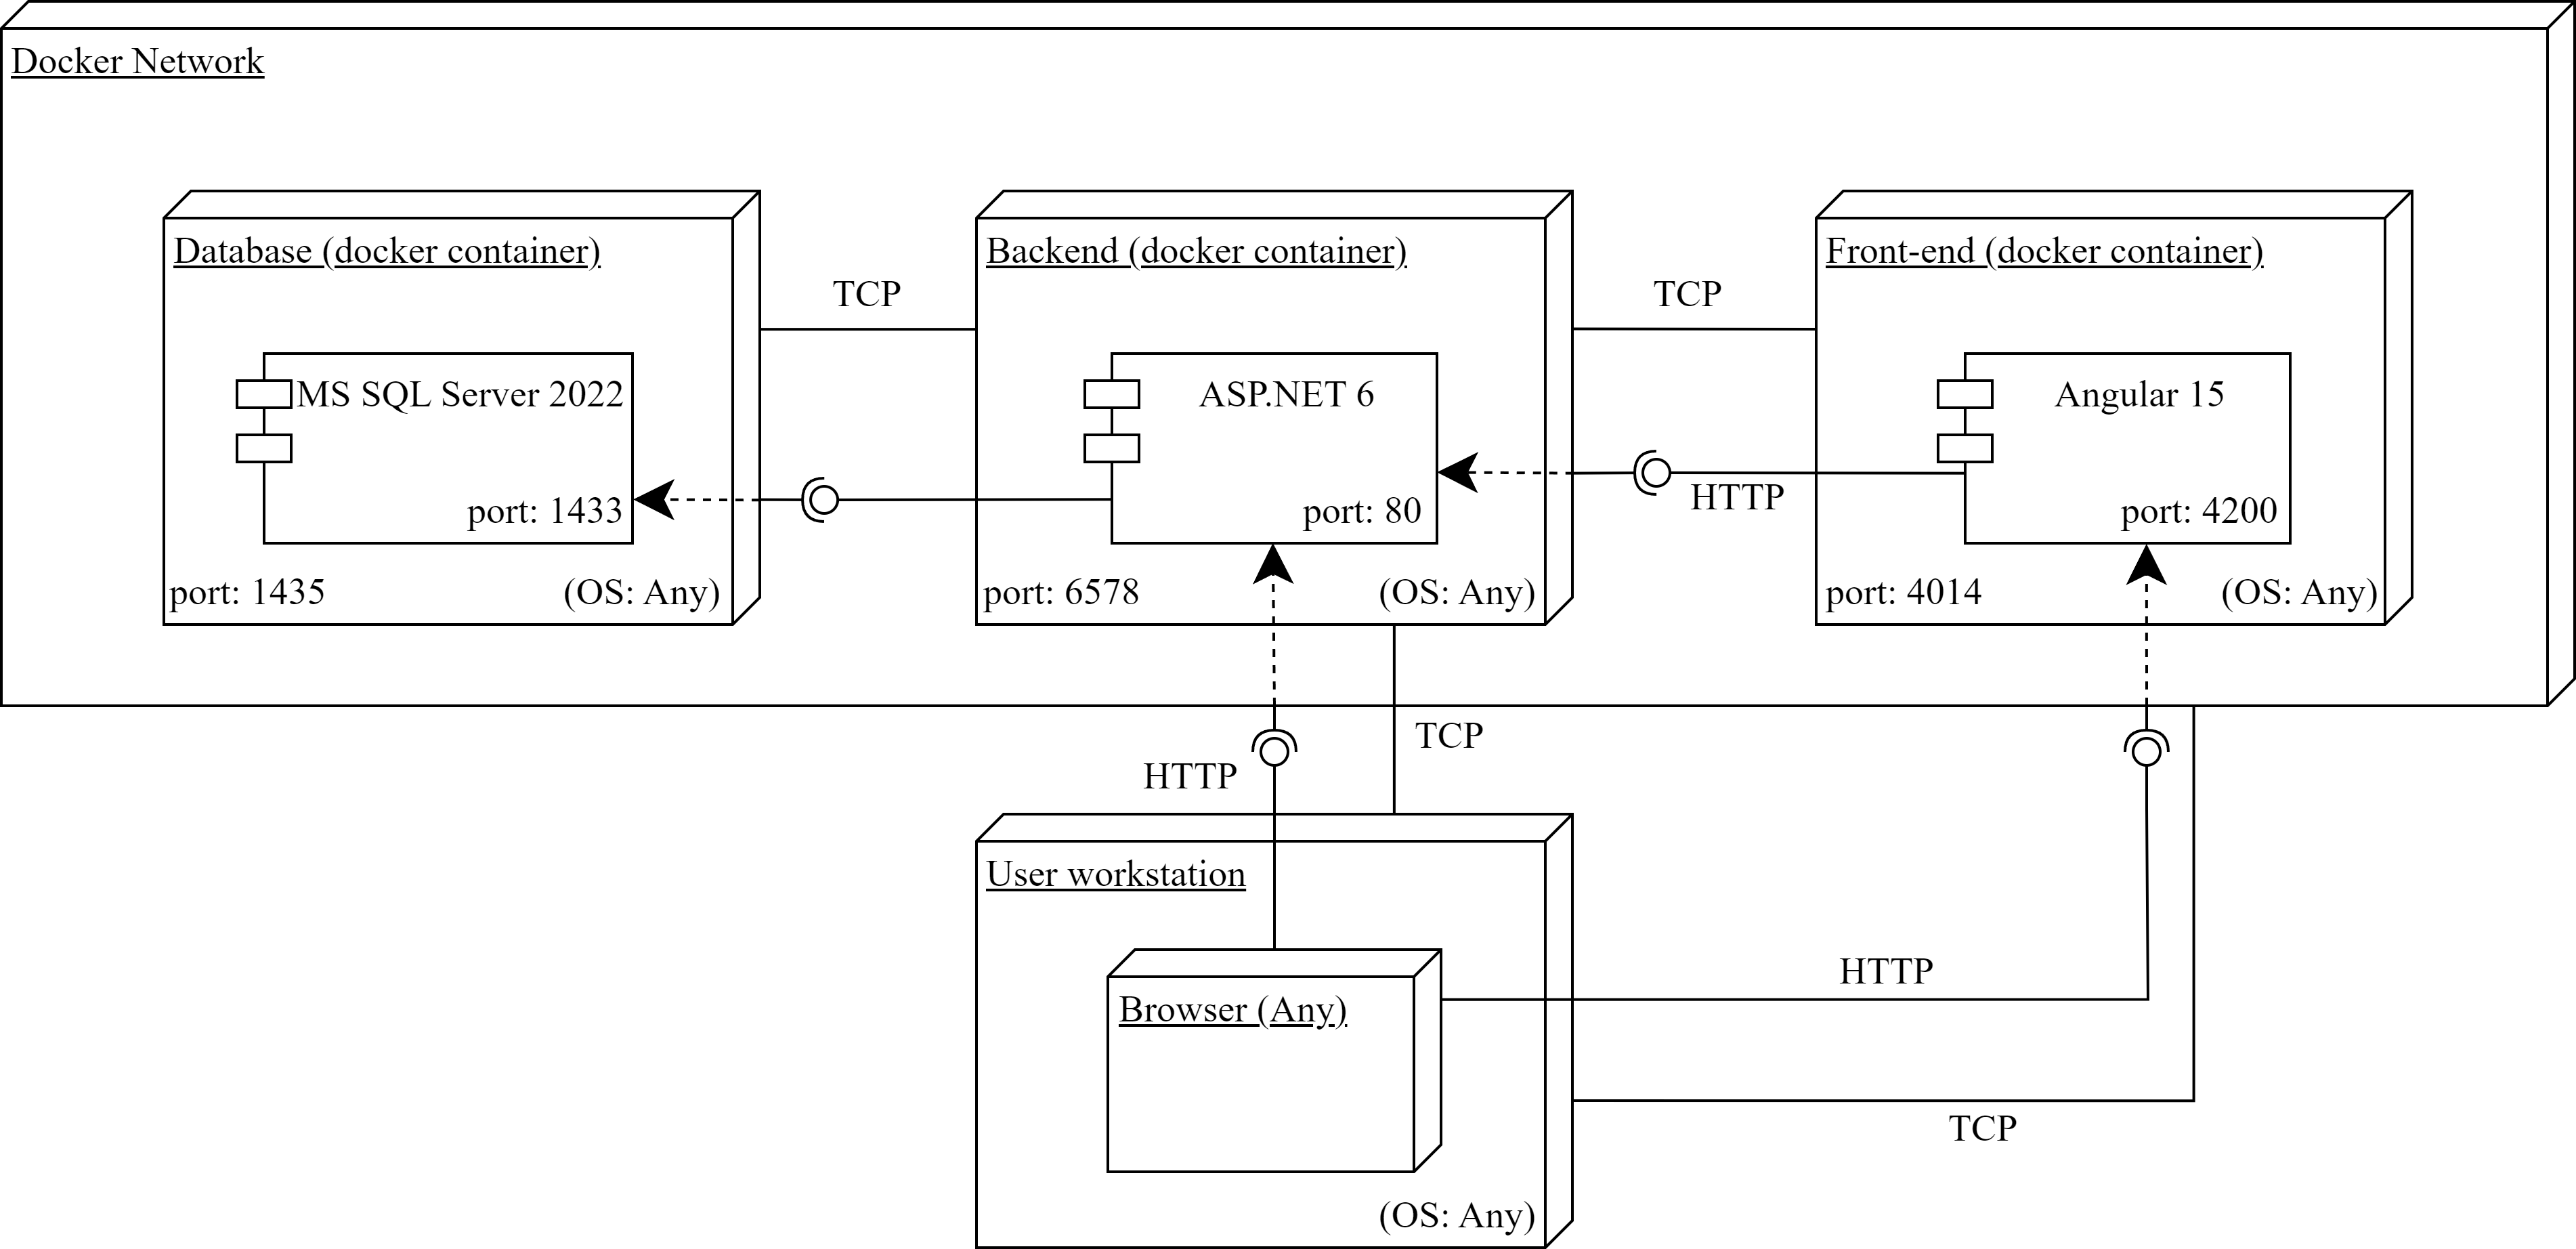 Docker Network
Database (docker container)
TCP
MS SQL Server 2022
port: 1433
port: 1435
(OS: Any)
Backend (docker container)
TCP
ASP.NET 6
port: 80
port: 6578
(OS: Any)
Front-end (docker container)
HTTP
Angular 15
port: 4200
port: 4014
(OS: Any)
TCP
HTTP
User workstation
Browser (Any)
(OS: Any)
HTTP
TCP